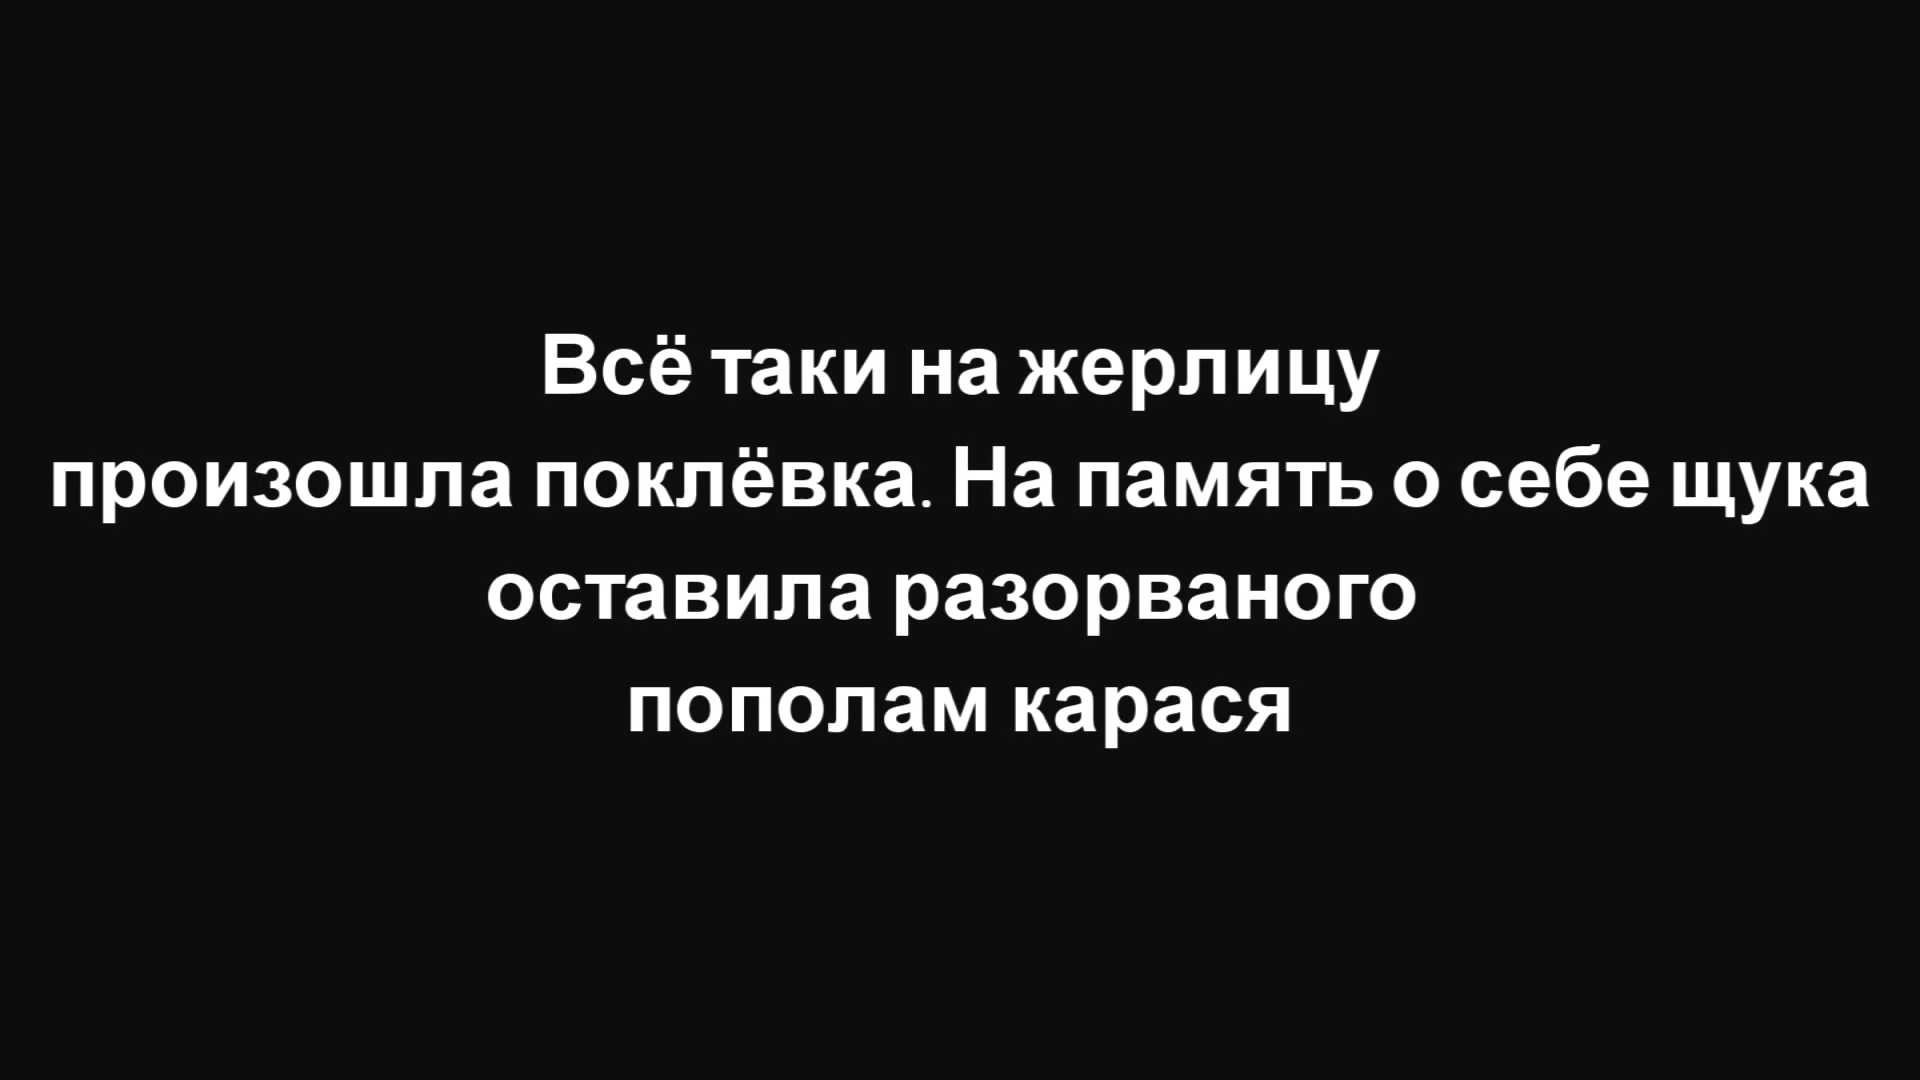 Всё таки на жерлицу
произошла поклёвка. На память о себе щука
оставила разорваного
пополам карася